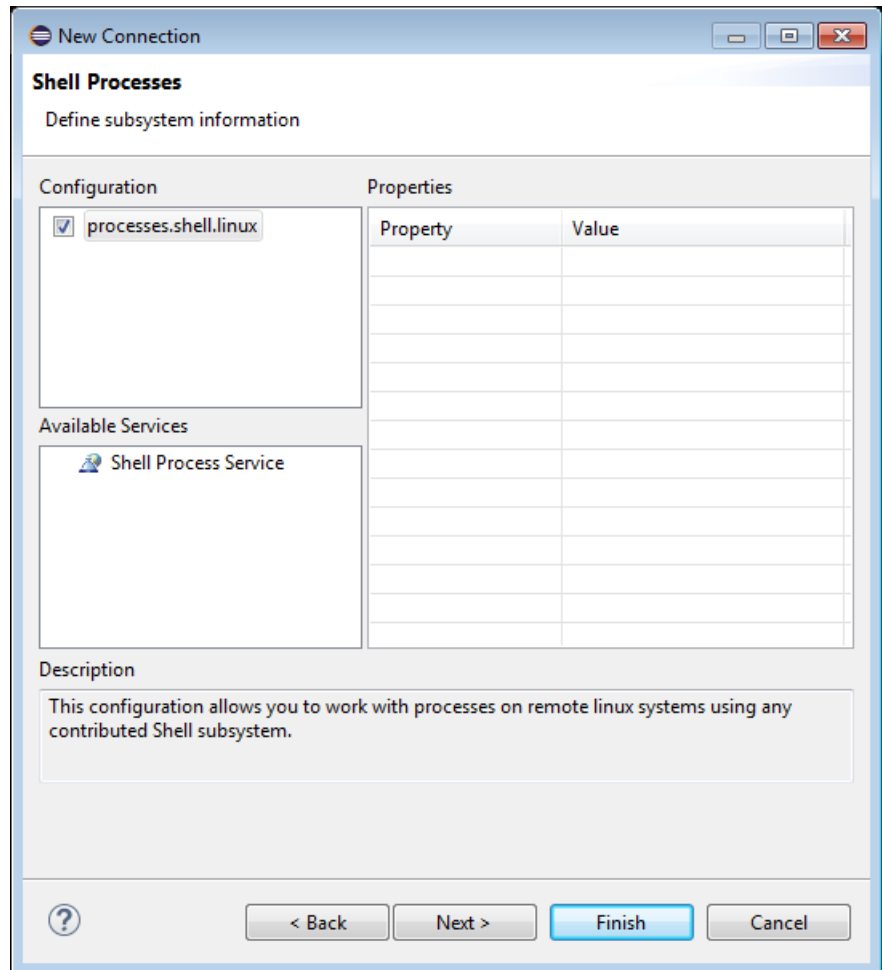 New Connection
Shell Processes
Define subsystem information
Configuration
processes.shell.linux
Available Services
Shell Process Service
Properties
Property Value
Description
This configuration allows you to work with processes on remote linux systems using any
contributed Shell subsystem.
?
< Back Next > Finish Cancel